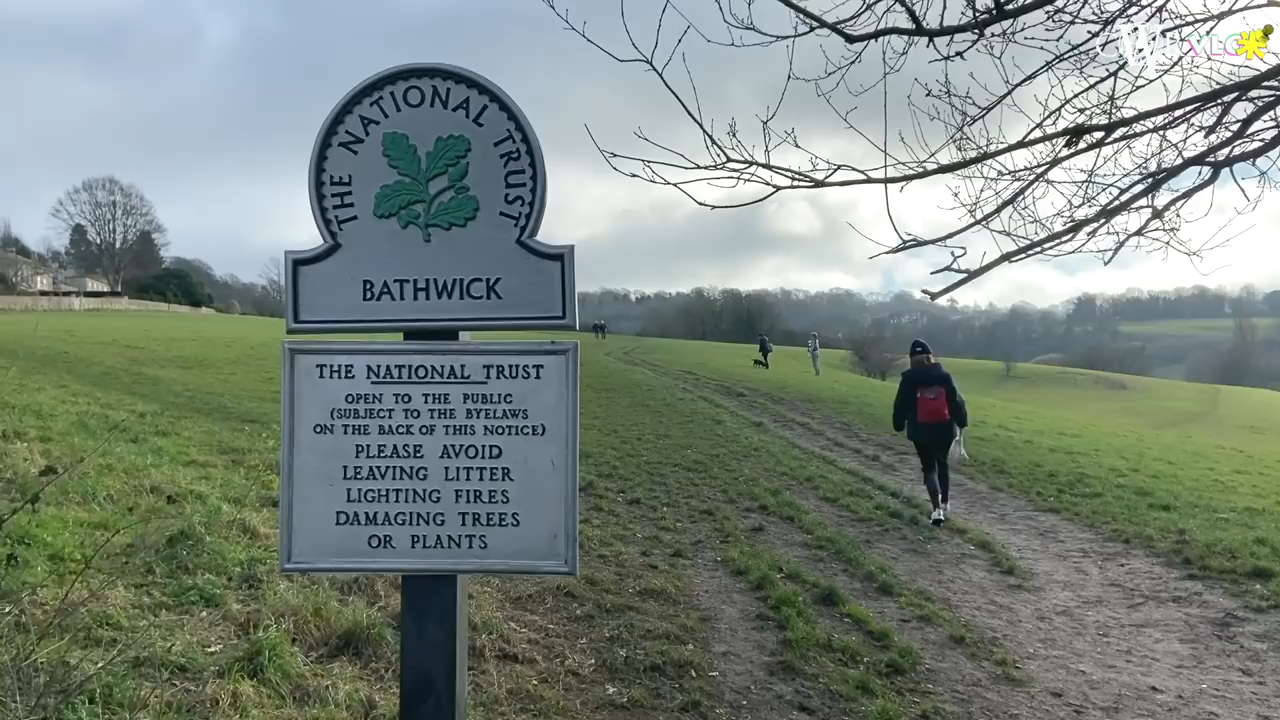 THE NATIONAL TRUST
BATHWICK
THE NATIONAL TRUST
OPEN TO THE PUBLIC
(SUBJECT TO THE BYELAWS
ON THE BACK OF THIS NOTICE)
PLEASE AVOID
LEAVING LITTER
LIGHTING FIRES
DAMAGING TREES
OR PLANTS